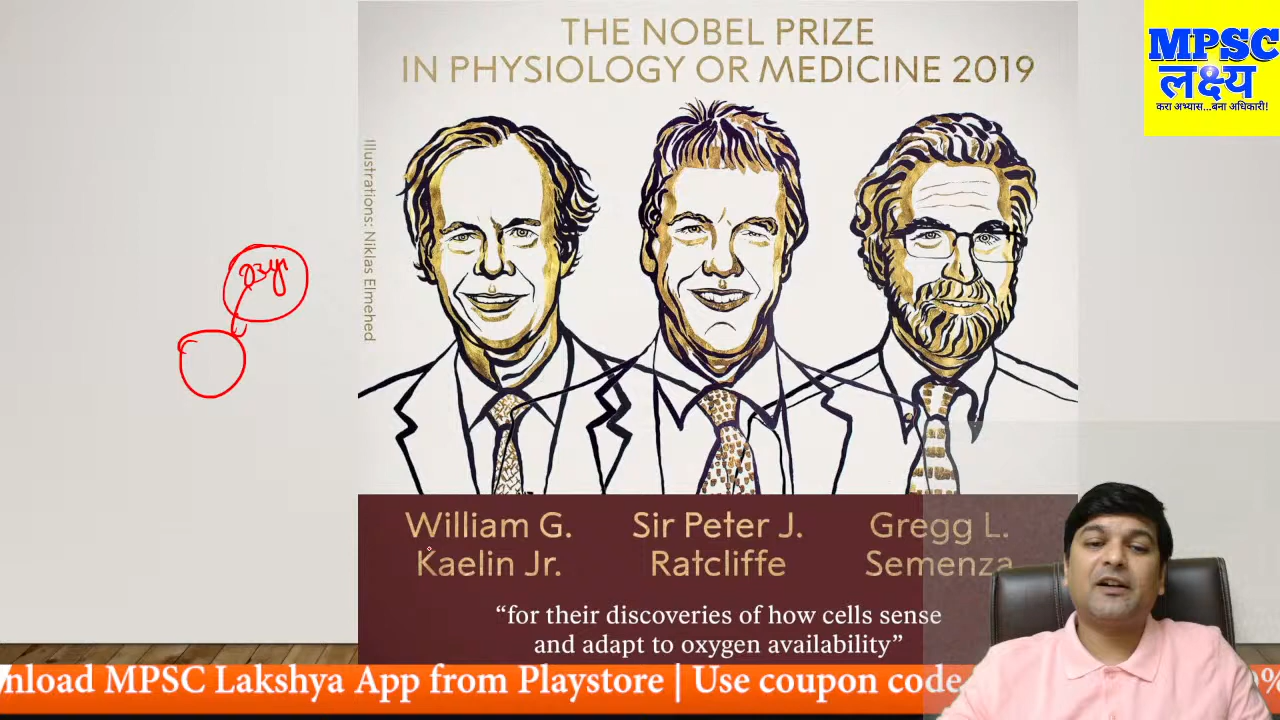 THE NOBEL PRIZE
IN PHYSIOLOGY OR MEDICINE 2019
MPSC
लक्ष्य
करा अभ्यास...बना अधिकारी!
Illustrations: Niklas Elmehed
William G.
Kaelin Jr.
Sir Peter J.
Ratcliffe
Gregg L.
Semenza
“for their discoveries of how cells sense
and adapt to oxygen availability”
nload MPSC Lakshya App from Playstore | Use coupon code